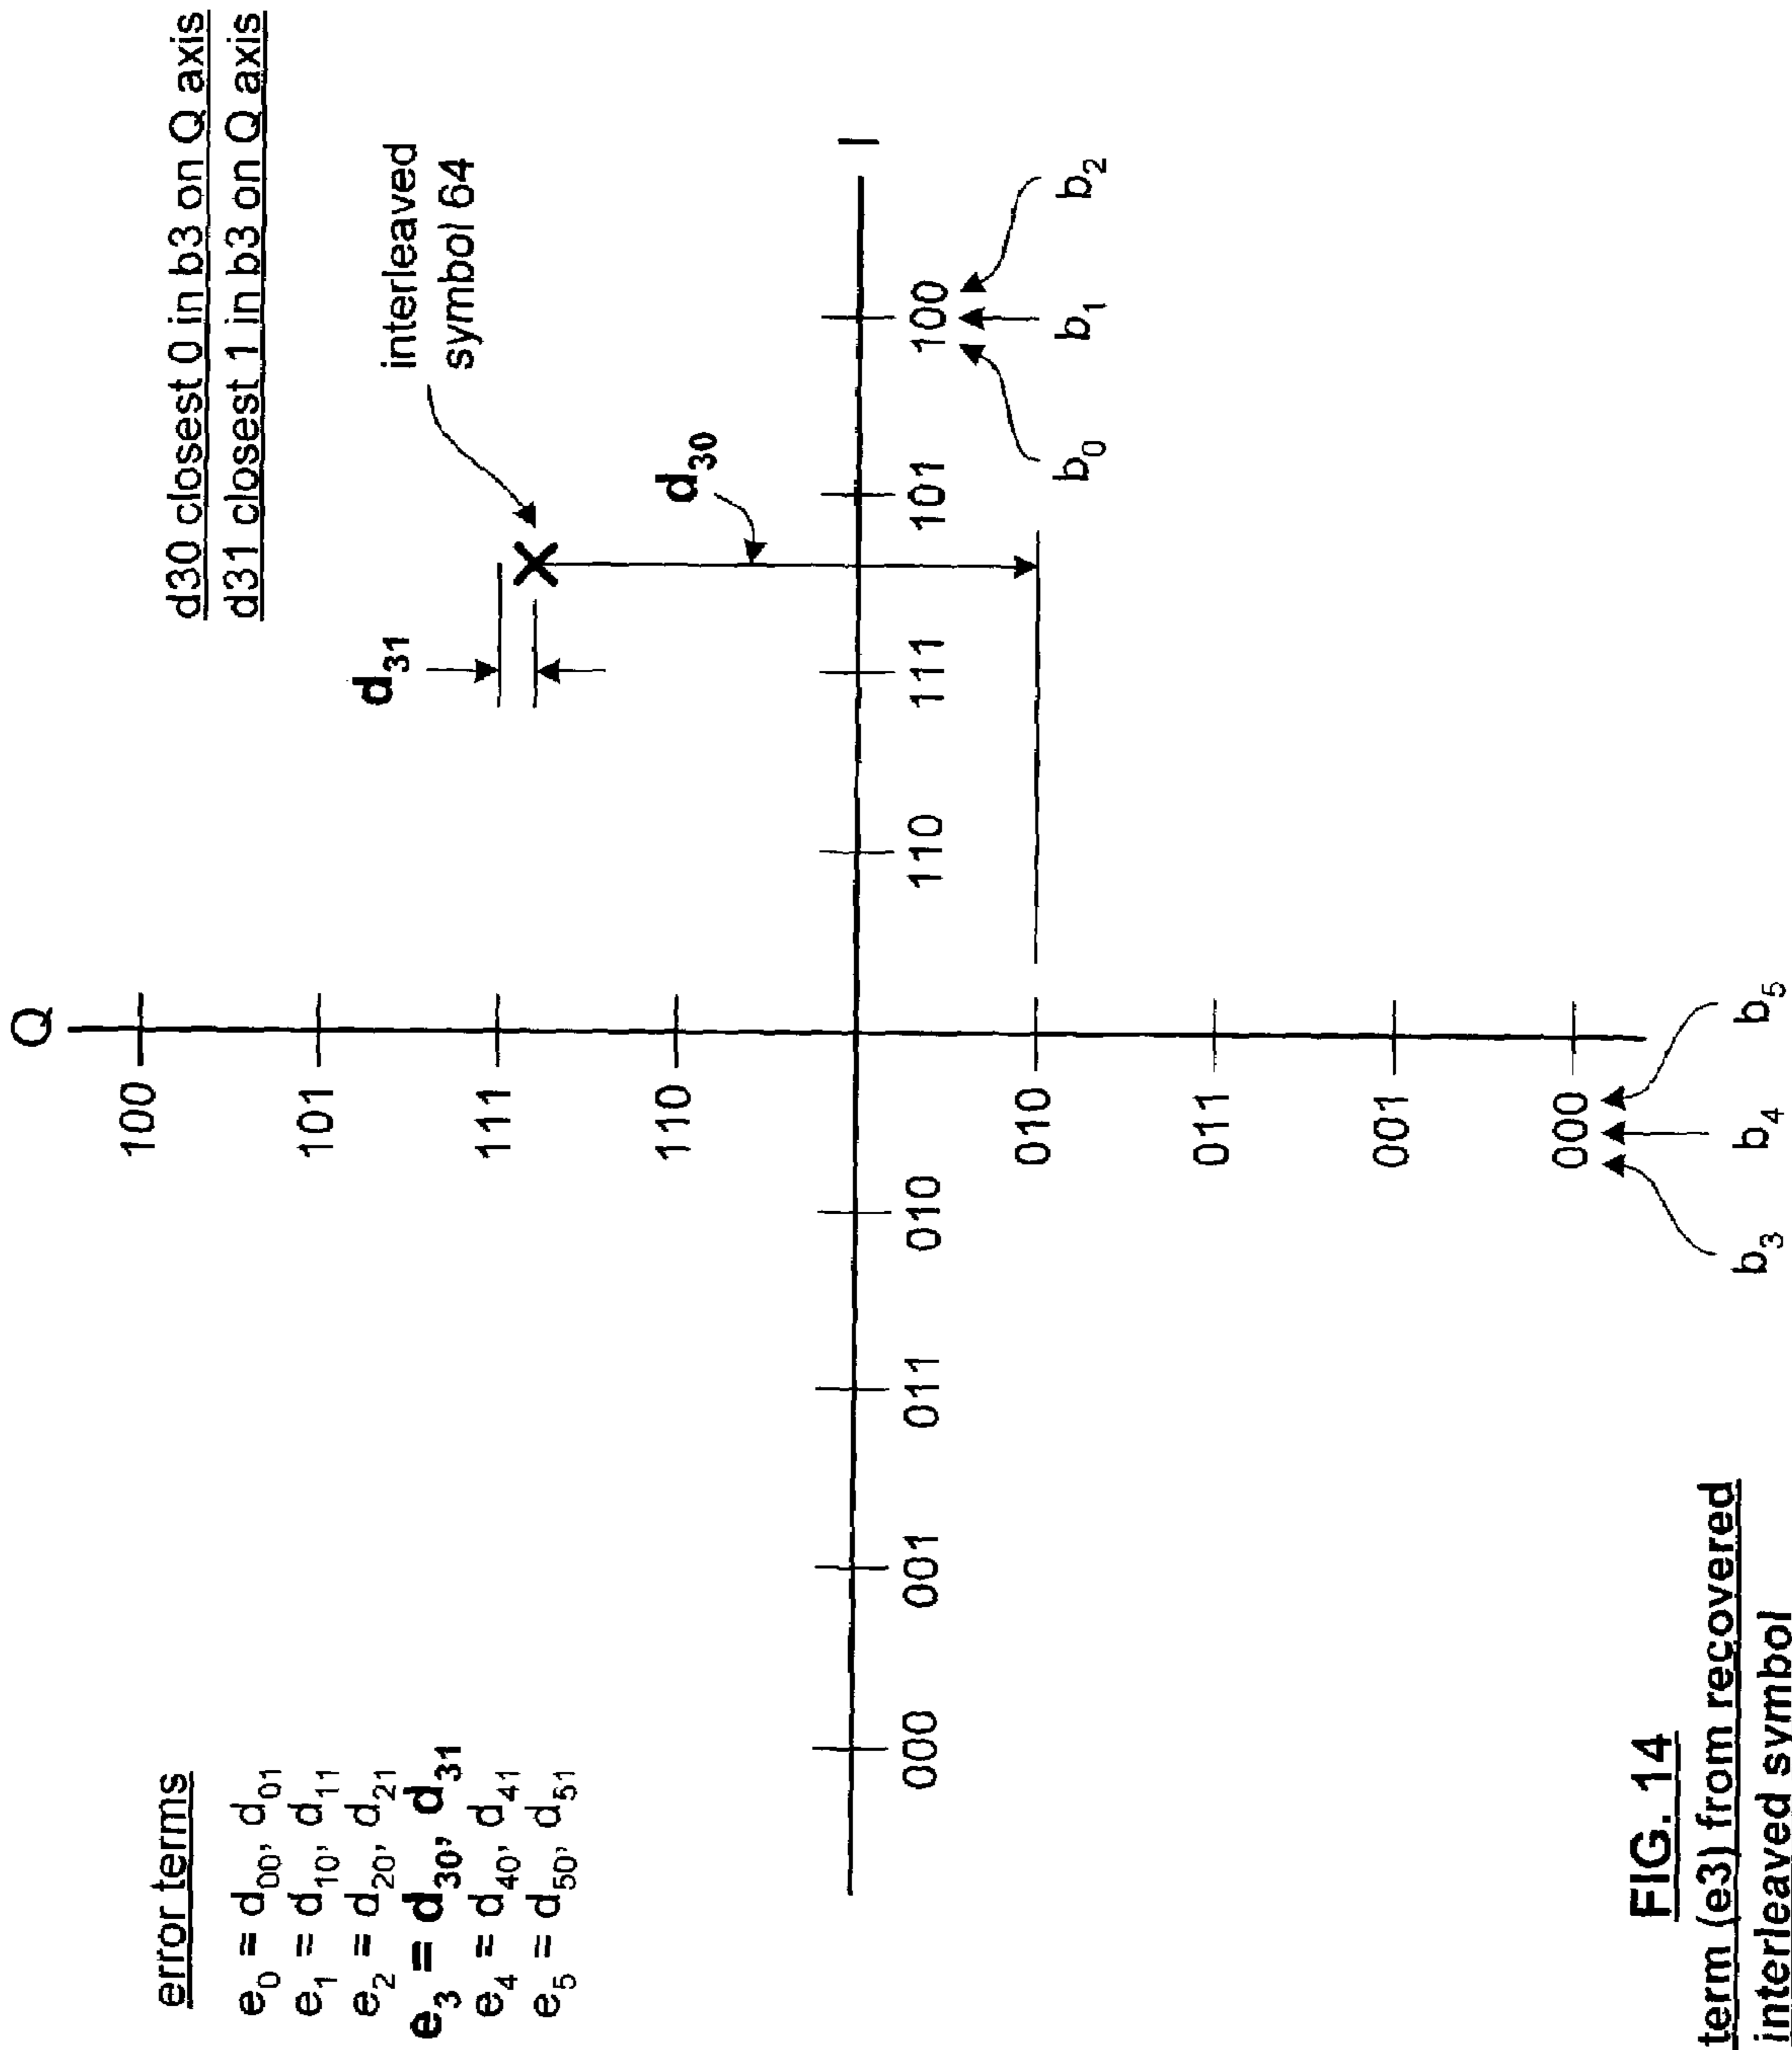 error terms
e₀ = d₀₀, d₀₁
e₁ = d₁₀, d₁₁
e₂ = d₂₀, d₂₁
e₃ = d₃₀, d₃₁
e₄ = d₄₀, d₄₁
e₅ = d₅₀, d₅₁
d30 closest 0 in b3 on Q axis
d31 closest 1 in b3 on Q axis
Q
100
101
111
110
010
011
001
000
b₃
b₄
b₅
d₃₁
interleaved
symbol 64
d₃₀
I
000
001
011
010
110
111
101
100
b₀
b₁
b₂
FIG. 14
term (e3) from recovered
interleaved symbol